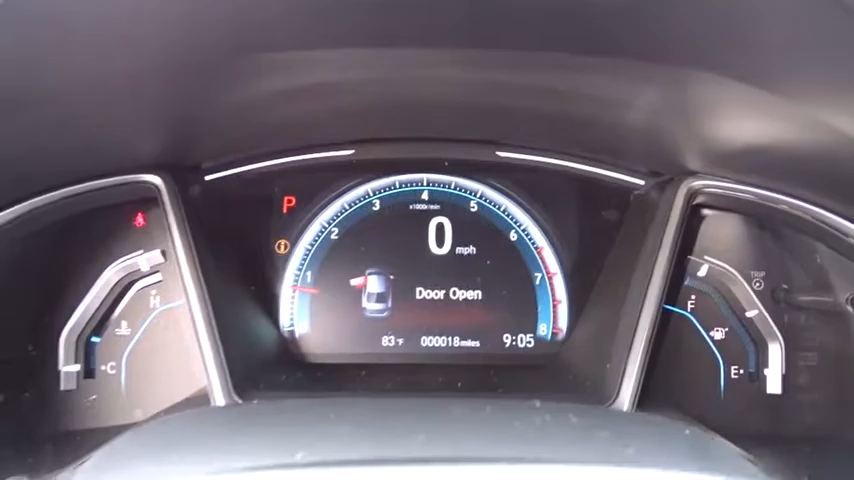 P
x1000r/min
1
2
3
4
5
6
7
8
0 mph
Door Open
83°F
000018miles
9:05
H
C
TRIP
F
E